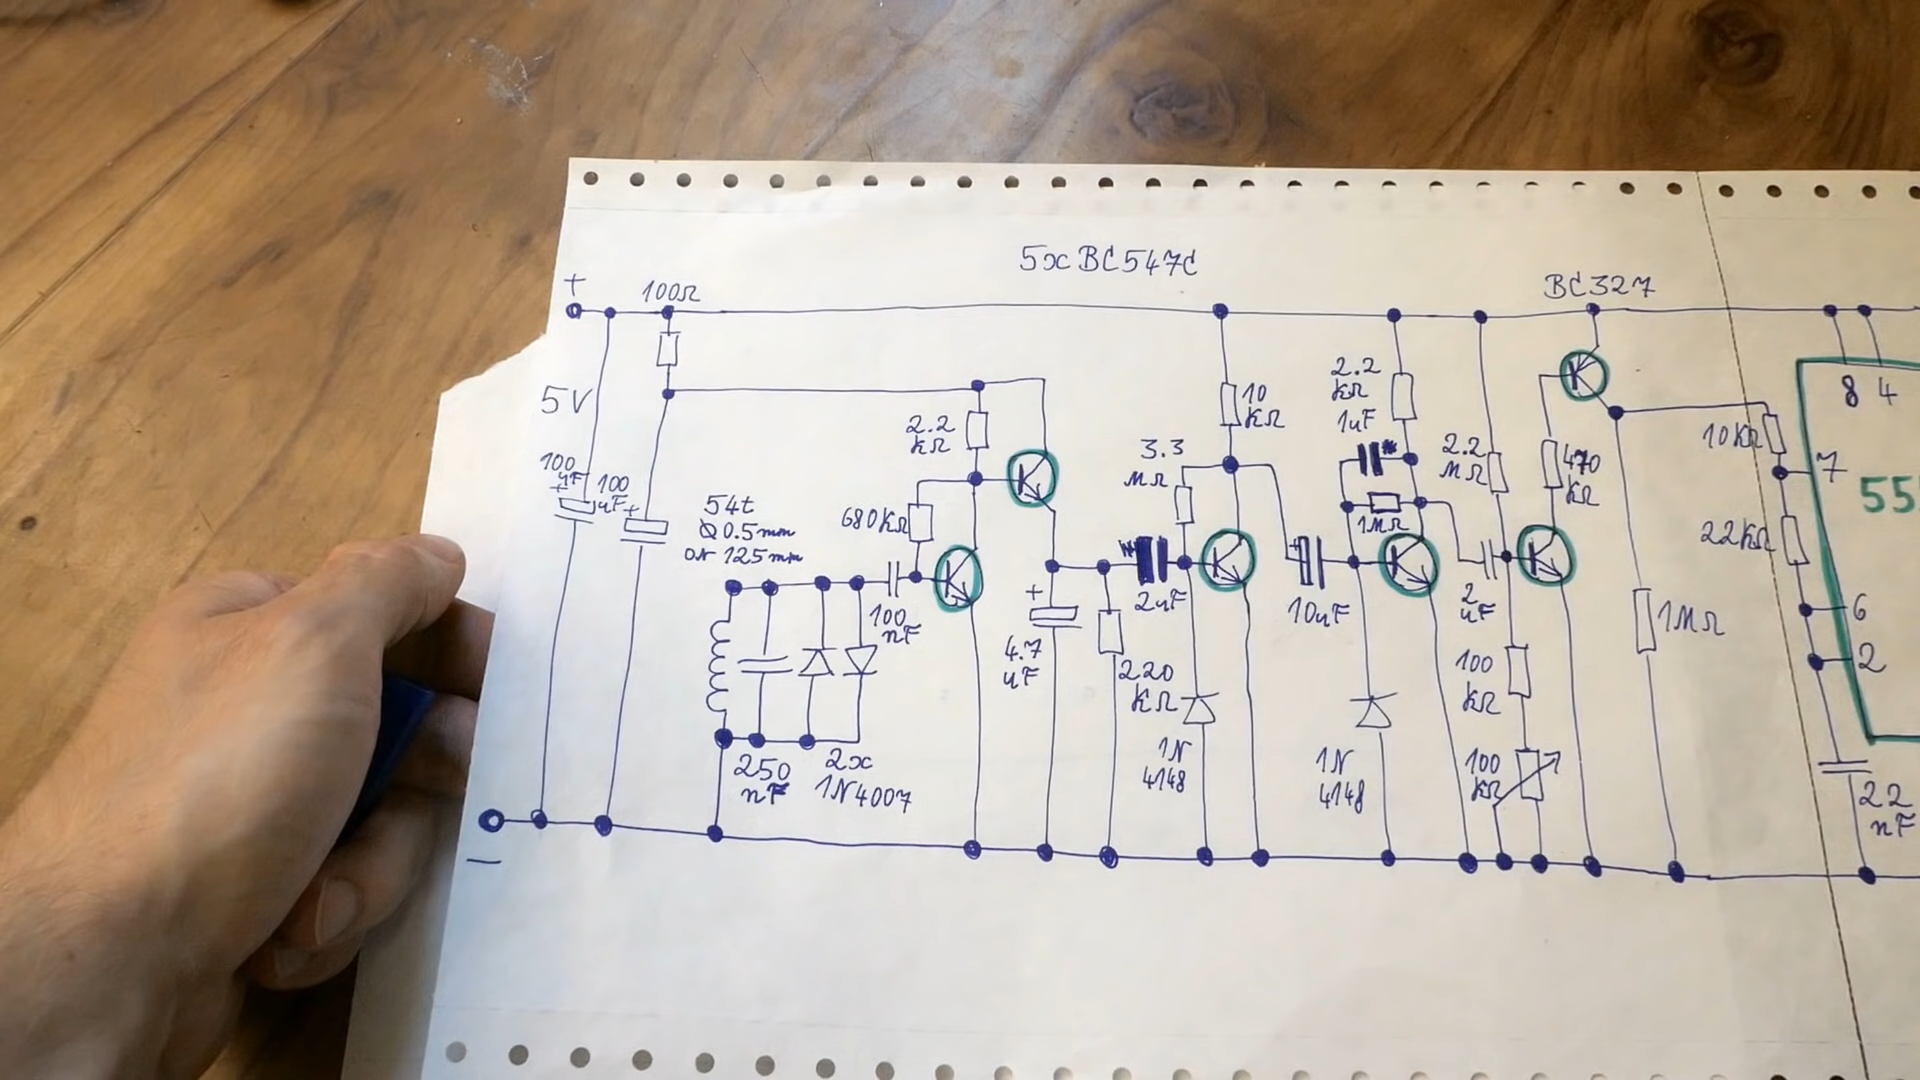 5xBC547C
BC327
+
100Ω
5V
100
uF
+
100
uF
+
54t
Ø 0.5mm
on 125mm
680KΩ
2.2
kΩ
100
nF
250
nF
2x
1N4007
+
4.7
uF
220
KΩ
2uF
3.3
MΩ
10
KΩ
1N
4148
10uF
2.2
kΩ
1uF
1MΩ
1N
4148
2.2
MΩ
2
uF
100
kΩ
100
kΩ
470
KΩ
1MΩ
10KΩ
22KΩ
8 4
7
55
6
2
22
nF
−